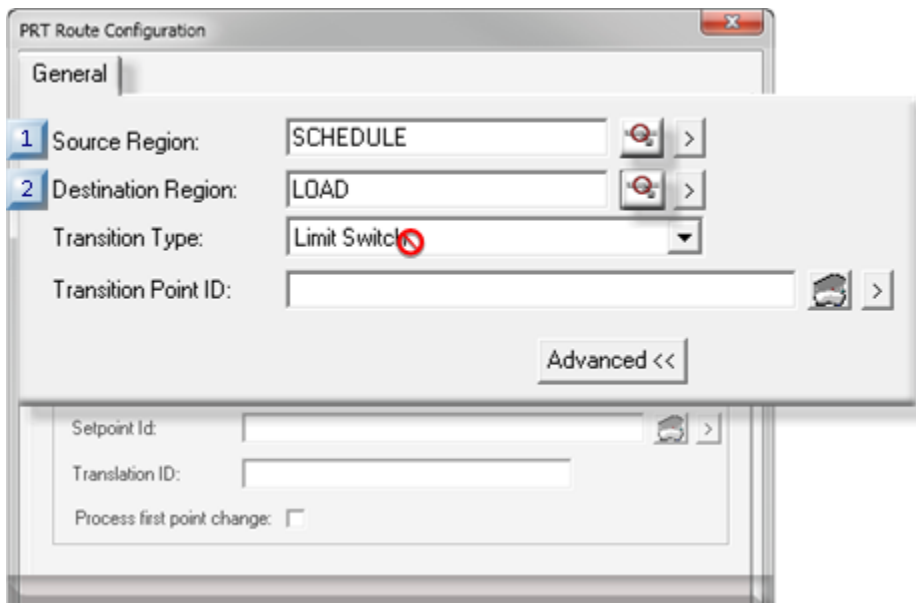 PRT Route Configuration
General
1 Source Region: SCHEDULE >
2 Destination Region: LOAD >
Transition Type: Limit Switch
Transition Point ID: >
Advanced <<
Setpoint Id: >
Translation ID:
Process first point change: